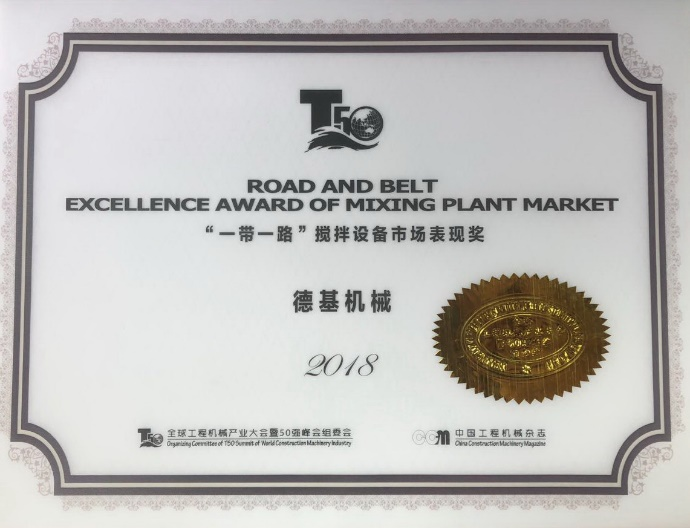 T50
ROAD AND BELT
EXCELLENCE AWARD OF MIXING PLANT MARKET
“一带一路”搅拌设备市场表现奖
德基机械
2018
T50 全球工程机械产业大会暨50强峰会组委会
Organizing Committee of T50 Summit of World Construction Machinery Industry
CCM 中国工程机械杂志
China Construction Machinery Magazine